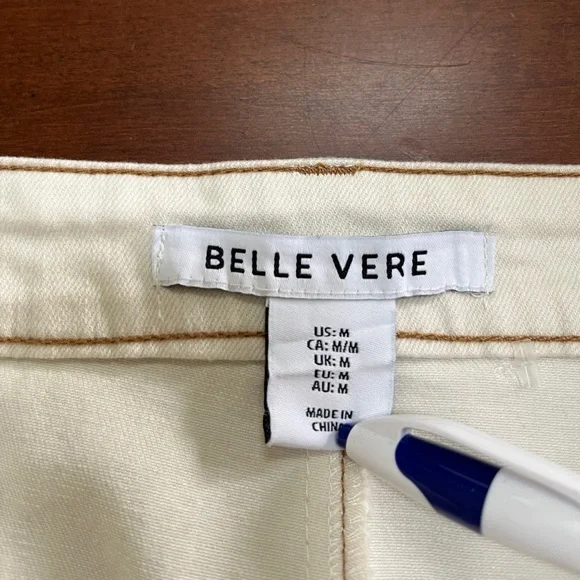 BELLE VERE
US: M
CA: M/M
UK: M
EU: M
AU: M
MADE IN
CHINA